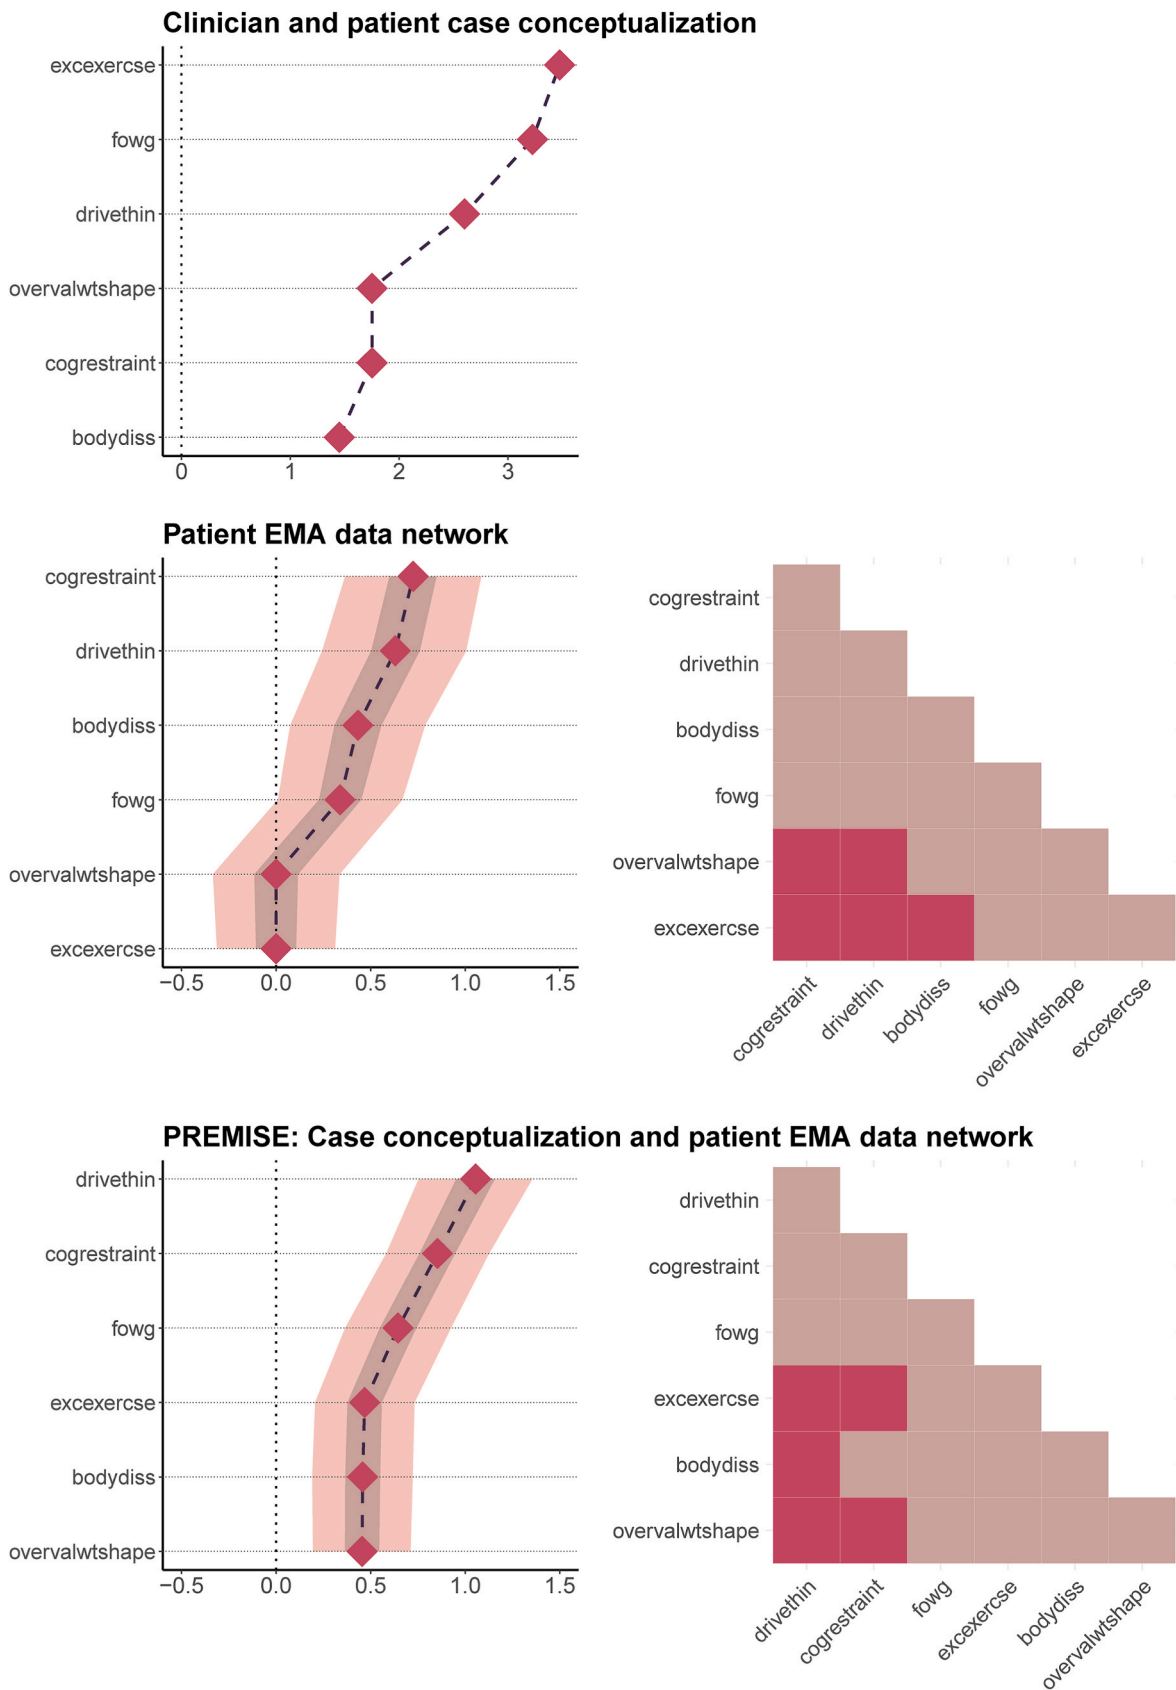 Clinician and patient case conceptualization
excexercse
fowg
drivethin
overvalwtshape
cogrestraint
bodydiss
0 1 2 3
Patient EMA data network
cogrestraint
drivethin
bodydiss
fowg
overvalwtshape
excexercse
−0.5 0.0 0.5 1.0 1.5
cogrestraint
drivethin
bodydiss
fowg
overvalwtshape
excexercse
cogrestraint drivethin bodydiss fowg overvalwtshape excexercse
PREMISE: Case conceptualization and patient EMA data network
drivethin
cogrestraint
fowg
excexercse
bodydiss
overvalwtshape
−0.5 0.0 0.5 1.0 1.5
drivethin
cogrestraint
fowg
excexercse
bodydiss
overvalwtshape
drivethin cogrestraint fowg excexercse bodydiss overvalwtshape